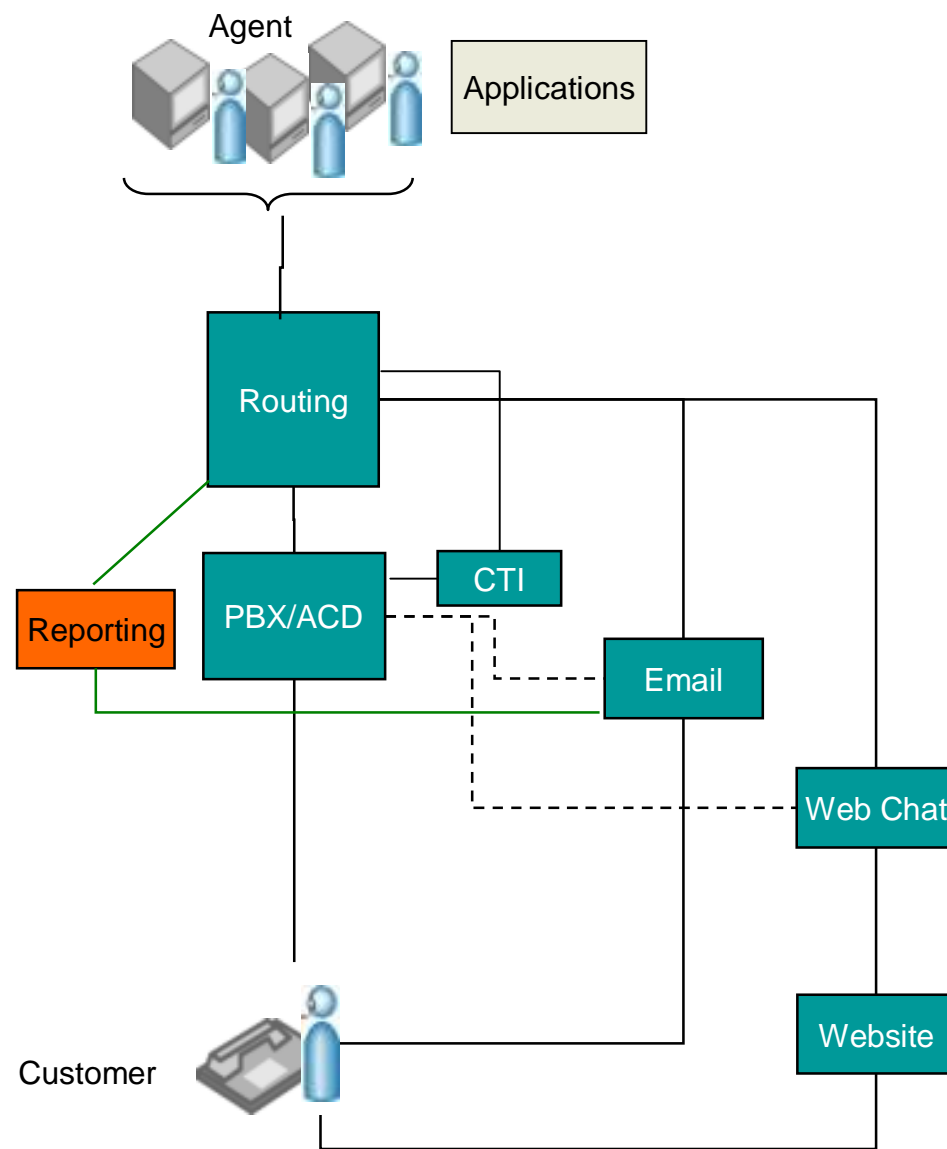 Agent
Applications
Routing
CTI
PBX/ACD
Reporting
Email
Web Chat
Website
Customer